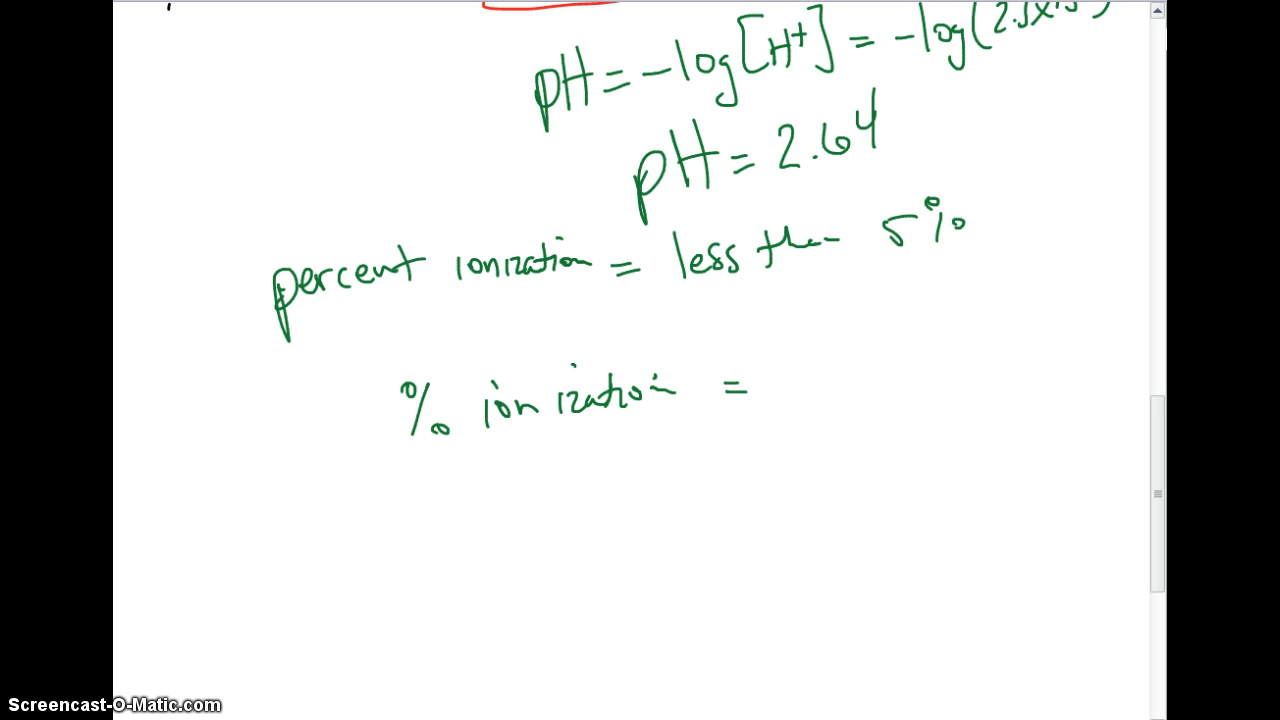 pH = -log[H+] = -log(2.3x10
pH = 2.64
percent ionization = less than 5%
% ionization =
Screencast-O-Matic.com